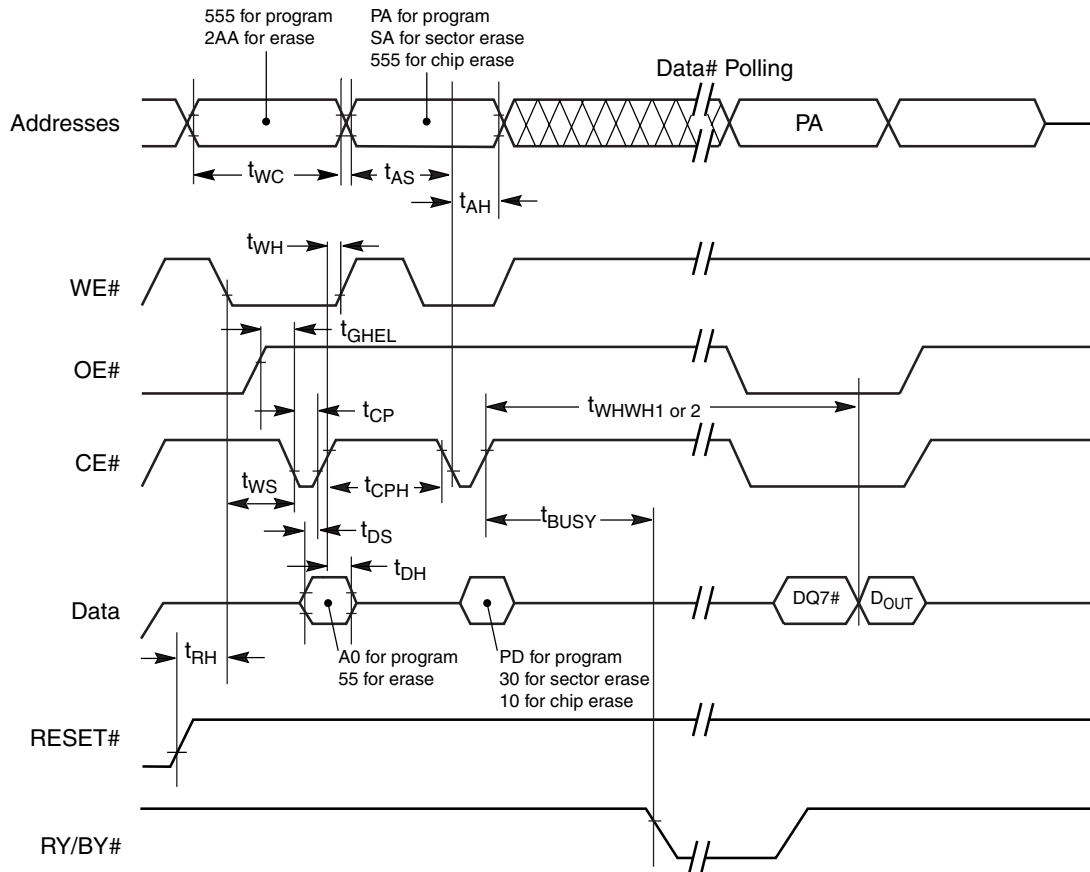 555 for program
2AA for erase
PA for program
SA for sector erase
555 for chip erase
Data# Polling
Addresses
PA
tWC
tAS
tAH
tWH
WE#
tGHEL
OE#
tCP
tWHWH1 or 2
CE#
tWS
tCPH
tBUSY
tDS
tDH
Data
DQ7#
DOUT
tRH
A0 for program
55 for erase
PD for program
30 for sector erase
10 for chip erase
RESET#
RY/BY#